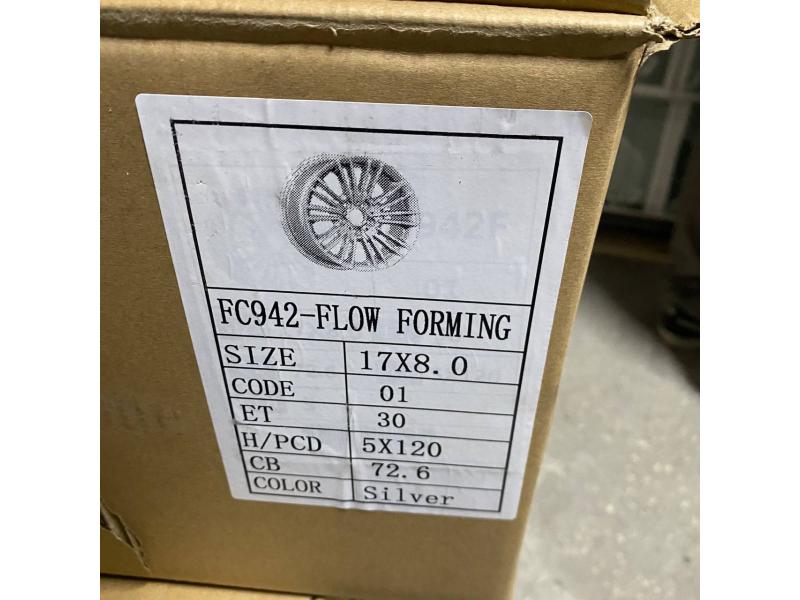 FC942-FLOW FORMING
SIZE 17X8.0
CODE 01
ET 30
H/PCD 5X120
CB 72.6
COLOR Silver